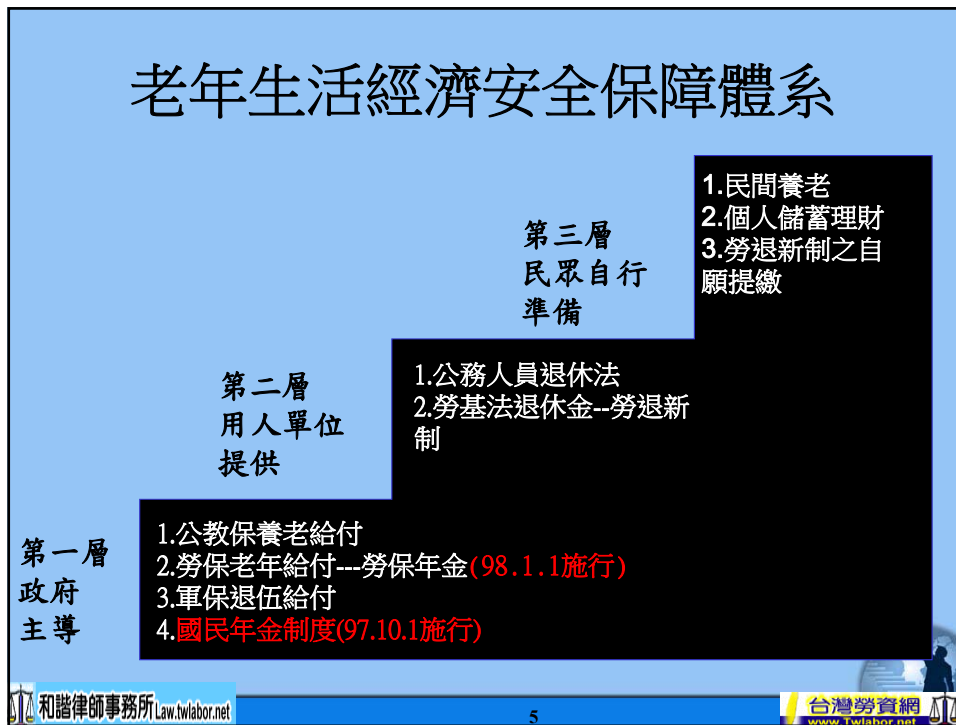 老年生活經濟安全保障體系
1.民間養老
2.個人儲蓄理財
3.勞退新制之自
願提繳
第三層
民眾自行
準備
1.公務人員退休法
2.勞基法退休金--勞退新
制
第二層
用人單位
提供
1.公教保養老給付
2.勞保老年給付---勞保年金(98.1.1施行)
3.軍保退伍給付
4.國民年金制度(97.10.1施行)
第一層
政府
主導
和諧律師事務所Law.twlabor.net
5
台灣勞資網
www.Twlabor.net